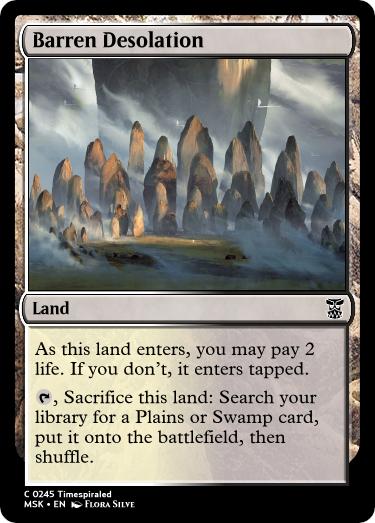 Barren Desolation
Land
As this land enters, you may pay 2
life. If you don't, it enters tapped.
, Sacrifice this land: Search your
library for a Plains or Swamp card,
put it onto the battlefield, then
shuffle.
C 0245 Timespiraled
MSK • EN Flora Silve